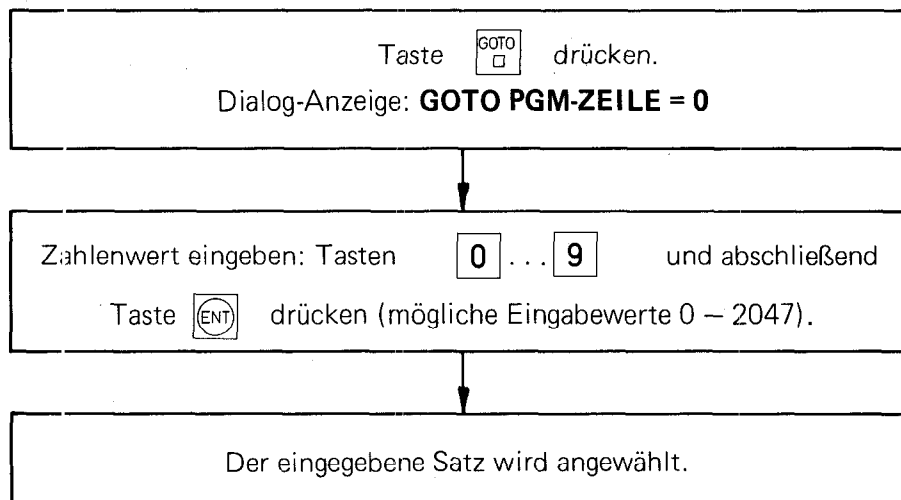 Taste GOTO □ drücken.
Dialog-Anzeige: GOTO PGM-ZEILE = 0
Zahlenwert eingeben: Tasten 0 ... 9 und abschließend
Taste ENT drücken (mögliche Eingabewerte 0 – 2047).
Der eingegebene Satz wird angewählt.